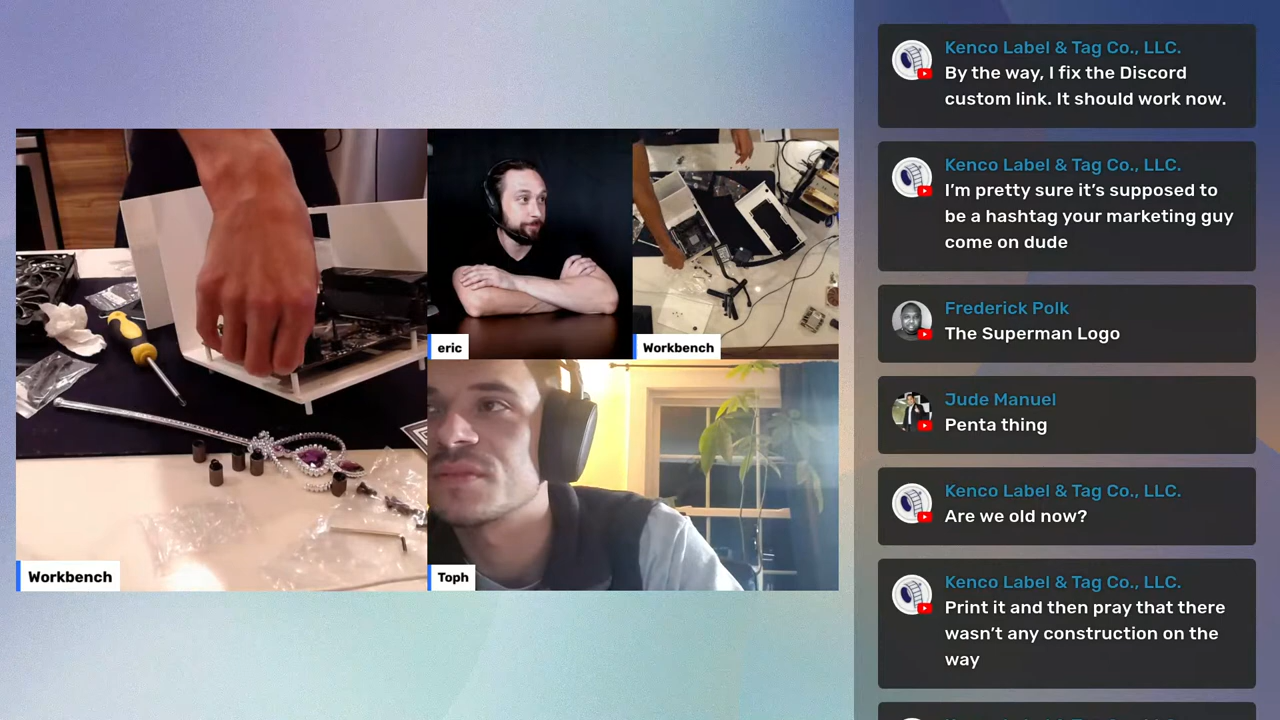 Kenco Label & Tag Co., LLC.
By the way, I fix the Discord
custom link. It should work now.
Kenco Label & Tag Co., LLC.
I'm pretty sure it's supposed to
be a hashtag your marketing guy
come on dude
Frederick Polk
The Superman Logo
Jude Manuel
Penta thing
Kenco Label & Tag Co., LLC.
Are we old now?
Kenco Label & Tag Co., LLC.
Print it and then pray that there
wasn't any construction on the
way
eric
Workbench
Workbench
Toph